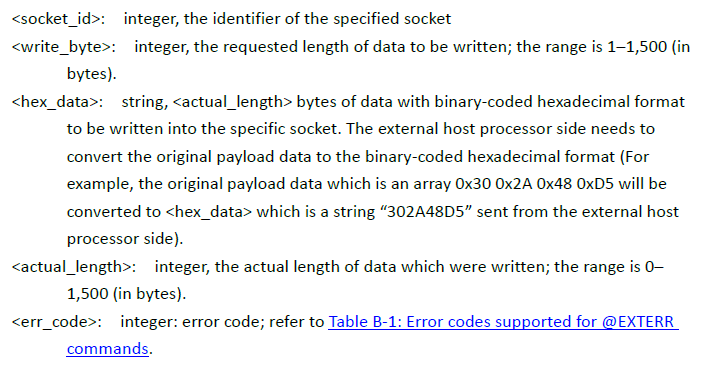 <socket_id>: integer, the identifier of the specified socket
<write_byte>: integer, the requested length of data to be written; the range is 1–1,500 (in
bytes).
<hex_data>: string, <actual_length> bytes of data with binary-coded hexadecimal format
to be written into the specific socket. The external host processor side needs to
convert the original payload data to the binary-coded hexadecimal format (For
example, the original payload data which is an array 0x30 0x2A 0x48 0xD5 will be
converted to <hex_data> which is a string “302A48D5” sent from the external host
processor side).
<actual_length>: integer, the actual length of data which were written; the range is 0–
1,500 (in bytes).
<err_code>: integer: error code; refer to Table B-1: Error codes supported for @EXTERR
commands.